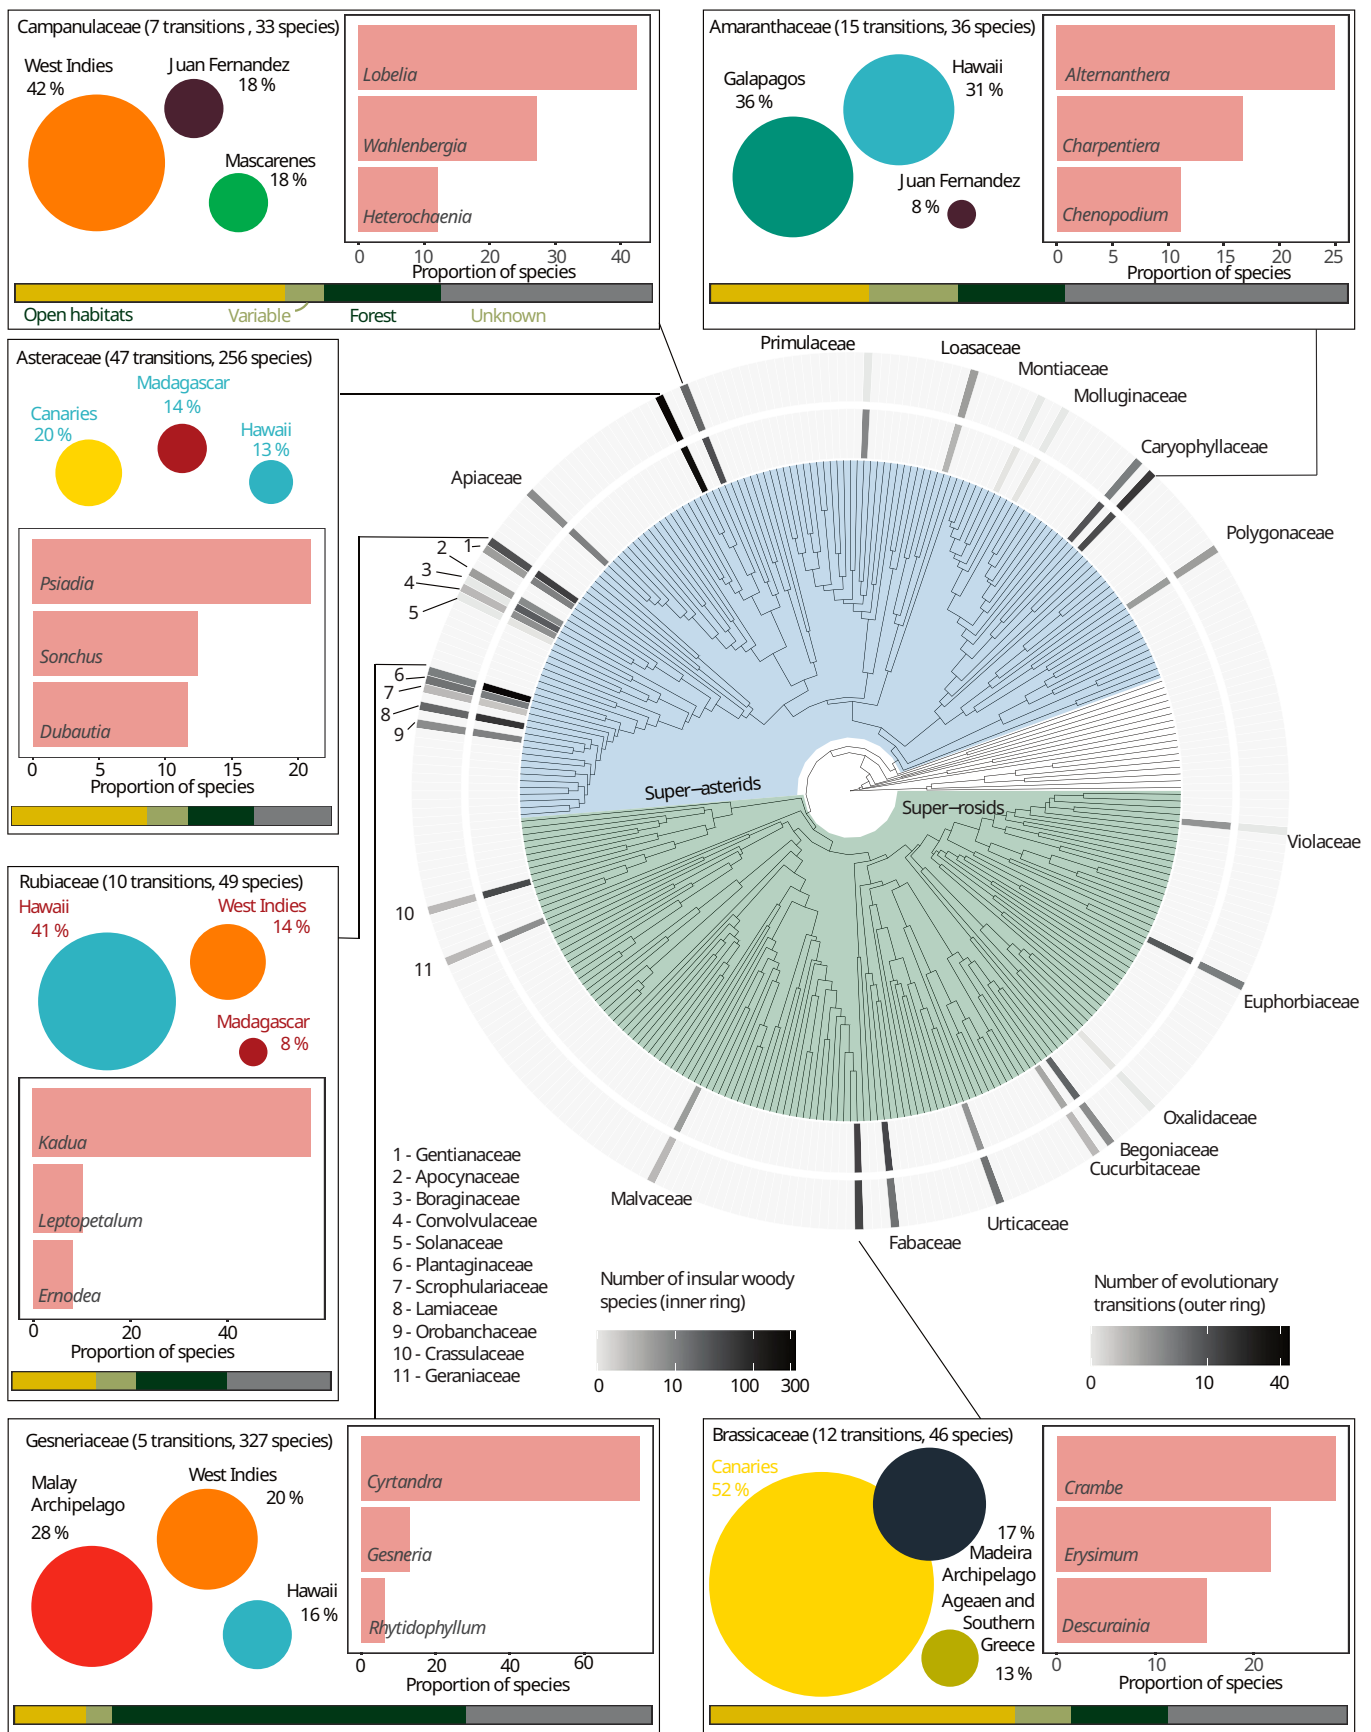 Campanulaceae (7 transitions , 33 species)
West Indies
42 %
Juan Fernandez
18 %
Mascarenes
18 %
Lobelia
Wahlenbergia
Heterochaenia
0 10 20 30 40
Proportion of species
Open habitats Variable Forest Unknown
Amaranthaceae (15 transitions, 36 species)
Galapagos
36 %
Hawaii
31 %
Juan Fernandez
8 %
Alternanthera
Charpentiera
Chenopodium
0 5 10 15 20 25
Proportion of species
Asteraceae (47 transitions, 256 species)
Madagascar
14 %
Canaries
20 %
Hawaii
13 %
Psiadia
Sonchus
Dubautia
0 5 10 15 20
Proportion of species
Primulaceae
Loasaceae
Montiaceae
Molluginaceae
Caryophyllaceae
Polygonaceae
Apiaceae
1
2
3
4
5
6
7
8
9
10
11
Super-asterids
Super-rosids
Violaceae
Euphorbiaceae
Oxalidaceae
Begoniaceae
Cucurbitaceae
Urticaceae
Fabaceae
Malvaceae
Rubiaceae (10 transitions, 49 species)
Hawaii
41 %
West Indies
14 %
Madagascar
8 %
Kadua
Leptopetalum
Ernodea
0 20 40
Proportion of species
1 - Gentianaceae
2 - Apocynaceae
3 - Boraginaceae
4 - Convolvulaceae
5 - Solanaceae
6 - Plantaginaceae
7 - Scrophulariaceae
8 - Lamiaceae
9 - Orobanchaceae
10 - Crassulaceae
11 - Geraniaceae
Number of insular woody
species (inner ring)
0 10 100 300
Number of evolutionary
transitions (outer ring)
0 10 40
Gesneriaceae (5 transitions, 327 species)
Malay
Archipelago
28 %
West Indies
20 %
Hawaii
16 %
Cyrtandra
Gesneria
Rhytidophyllum
0 20 40 60
Proportion of species
Brassicaceae (12 transitions, 46 species)
Canaries
52 %
17 %
Madeira
Archipelago
Ageaen and
Southern
Greece
13 %
Crambe
Erysimum
Descurainia
0 10 20
Proportion of species